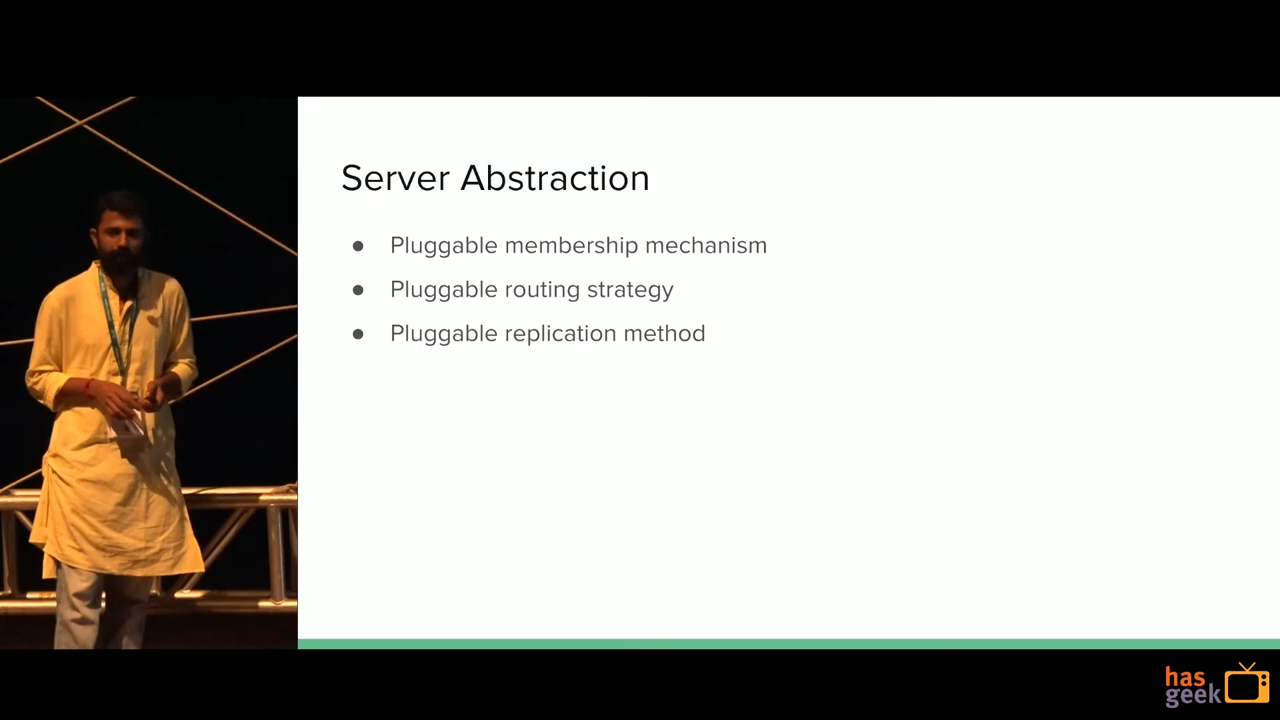 Server Abstraction
● Pluggable membership mechanism
● Pluggable routing strategy
● Pluggable replication method
has
geek